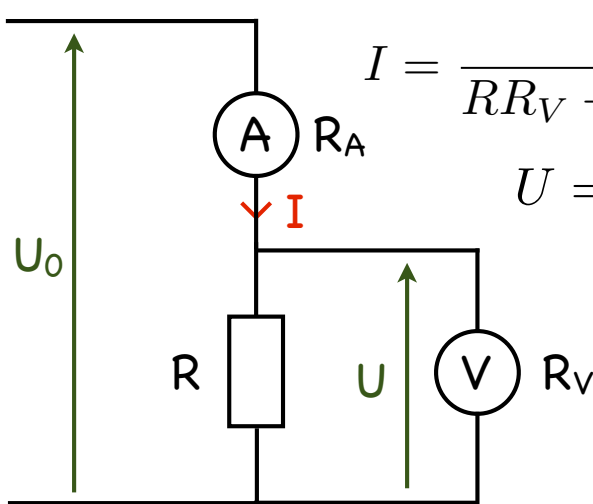 I = 
RR_V +
A R_A
U =
I
U_0
R U V R_V